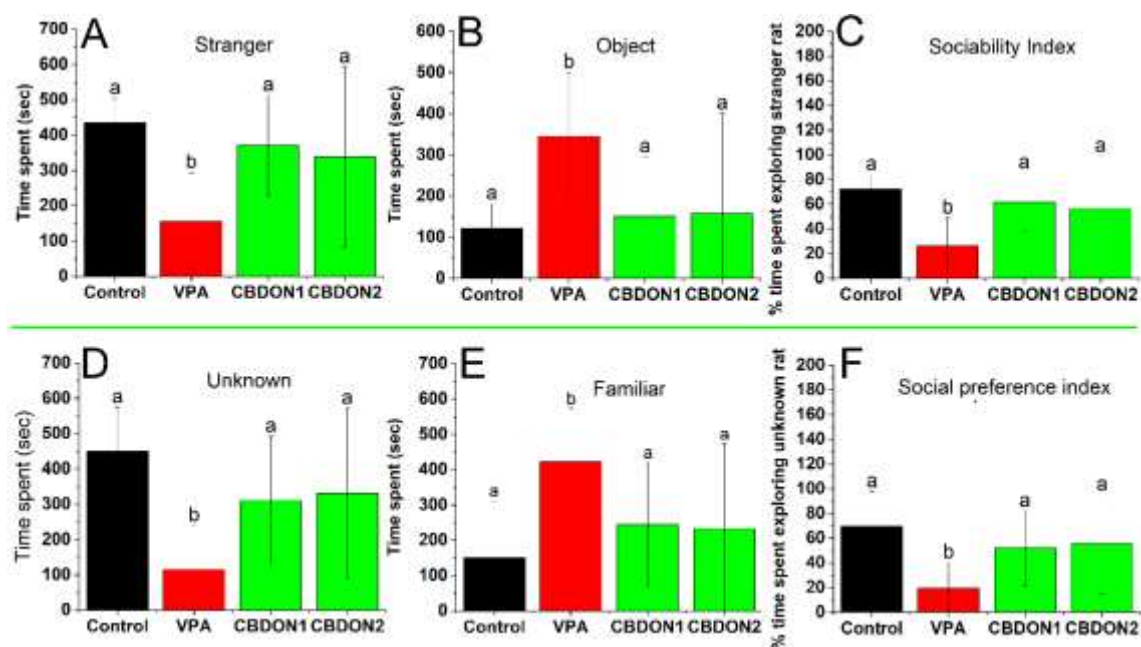 A
Stranger
Time spent (sec)
700
600
500
400
300
200
100
0
a
b
a
a
Control
VPA
CBDON1
CBDON2
B
Object
Time spent (sec)
600
500
400
300
200
100
0
a
b
a
a
Control
VPA
CBDON1
CBDON2
C
Sociability Index
% time spent exploring stranger rat
200
180
160
140
120
100
80
60
40
20
0
a
b
a
a
Control
VPA
CBDON1
CBDON2
D
Unknown
Time spent (sec)
700
600
500
400
300
200
100
0
a
b
a
a
Control
VPA
CBDON1
CBDON2
E
Familiar
Time spent (sec)
700
600
500
400
300
200
100
0
a
b
a
a
Control
VPA
CBDON1
CBDON2
F
Social preference index
% time spent exploring unknown rat
200
180
160
140
120
100
80
60
40
20
0
a
b
a
a
Control
VPA
CBDON1
CBDON2